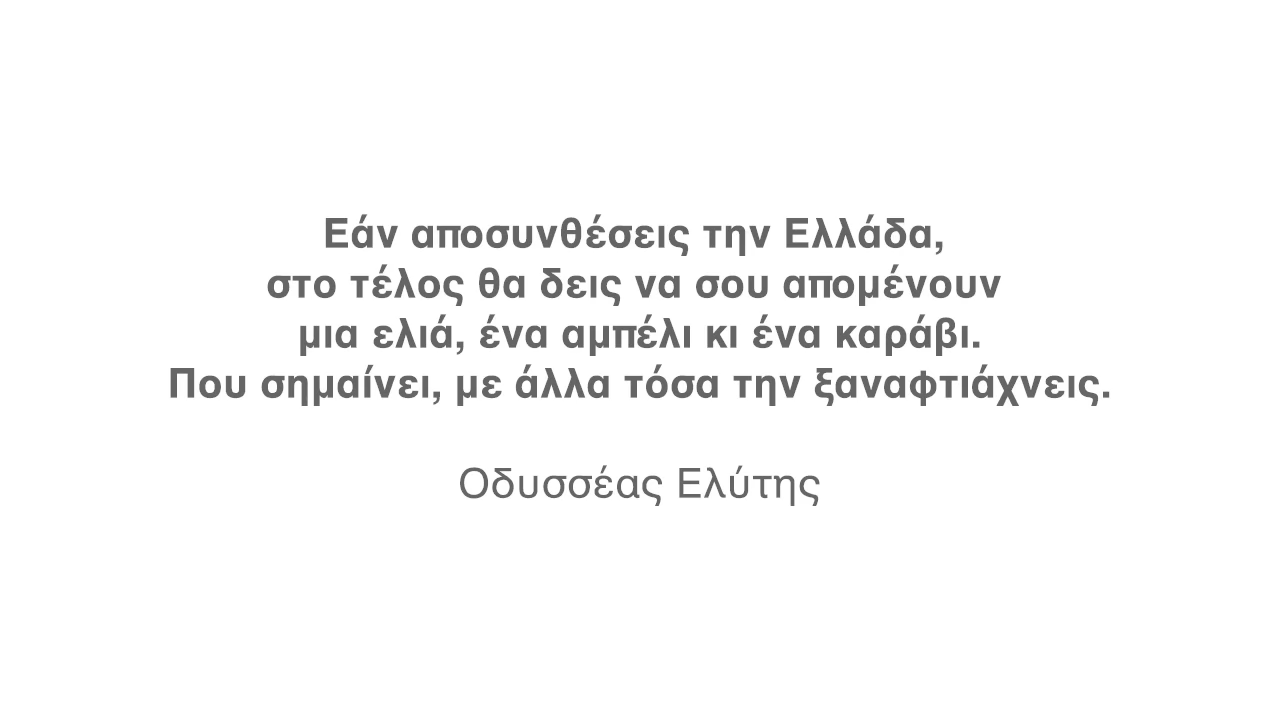 Εάν αποσυνθέσεις την Ελλάδα,
στο τέλος θα δεις να σου απομένουν
μια ελιά, ένα αμπέλι κι ένα καράβι.
Που σημαίνει, με άλλα τόσα την ξαναφτιάχνεις.
Οδυσσέας Ελύτης